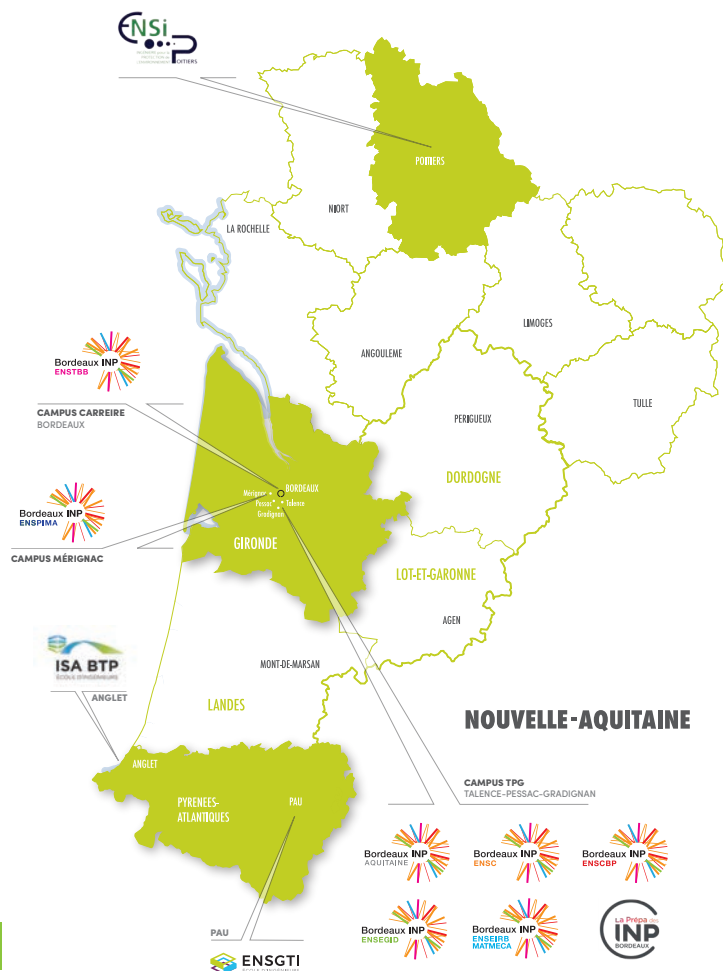 ENSi
P
POITIERS
POITIERS
NIORT
LA ROCHELLE
LIMOGES
ANGOULEME
TULLE
PERIGUEUX
DORDOGNE
Bordeaux INP
ENSTBB
CAMPUS CARREIRE
BORDEAUX
BORDEAUX
Mérignac
Pessac
Talence
Gradignan
Bordeaux INP
ENSPIMA
CAMPUS MÉRIGNAC
GIRONDE
LOT-ET-GARONNE
AGEN
ISA BTP
ÉCOLE D'INGÉNIEURS
ANGLET
MONT-DE-MARSAN
LANDES
NOUVELLE-AQUITAINE
ANGLET
PYRENEES-
ATLANTIQUES
PAU
CAMPUS TPG
TALENCE-PESSAC-GRADIGNAN
Bordeaux INP
AQUITAINE
Bordeaux INP
ENSC
Bordeaux INP
ENSCBP
Bordeaux INP
ENSEGID
Bordeaux INP
ENSEIRB
MATMECA
La Prépa des
INP
BORDEAUX
PAU
ENSGTI